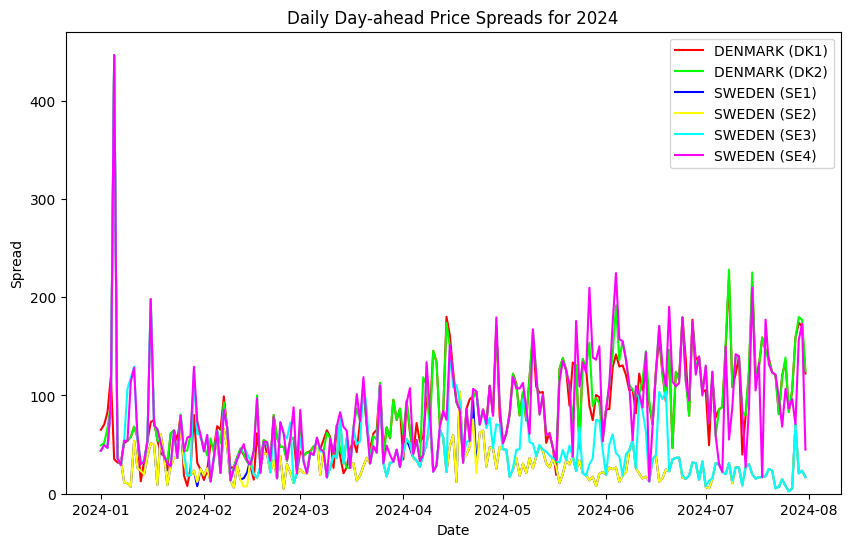 Daily Day-ahead Price Spreads for 2024
DENMARK (DK1)
DENMARK (DK2)
SWEDEN (SE1)
SWEDEN (SE2)
SWEDEN (SE3)
SWEDEN (SE4)
400
300
200
100
0
Spread
2024-01 2024-02 2024-03 2024-04 2024-05 2024-06 2024-07 2024-08
Date